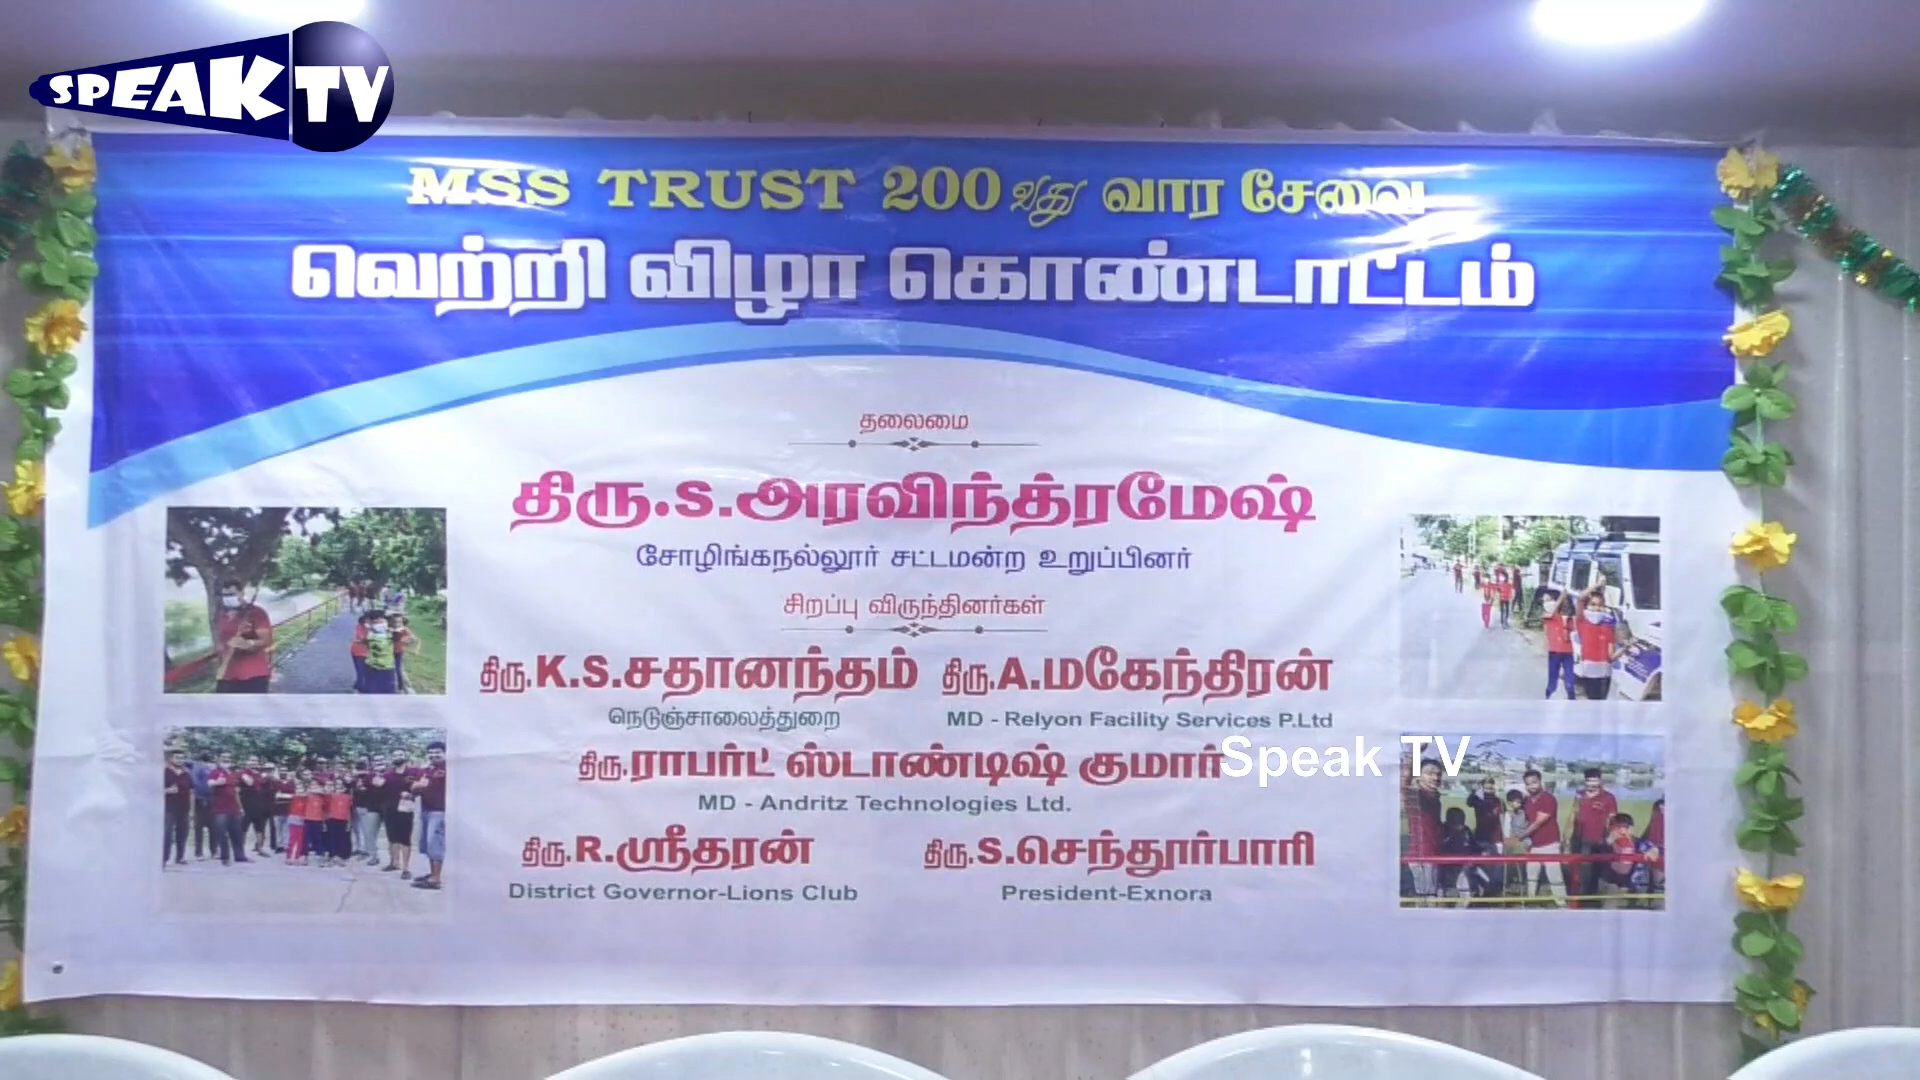 SPEAK TV
MSS TRUST 200 வது வார சேவை
வெற்றி விழா கொண்டாட்டம்
தலைமை
திரு.S.அரவிந்த்ரமேஷ்
சோழிங்கநல்லூர் சட்டமன்ற உறுப்பினர்
சிறப்பு விருந்தினர்கள்
திரு.K.S.சதானந்தம் திரு.A.மகேந்திரன்
நெடுஞ்சாலைத்துறை MD - Relyon Facility Services P.Ltd
திரு.ராபர்ட் ஸ்டாண்டிஷ் குமார்
Speak TV
MD - Andritz Technologies Ltd.
திரு.R.ஸ்ரீதரன் திரு.S.செந்தூர்பாரி
District Governor-Lions Club President-Exnora